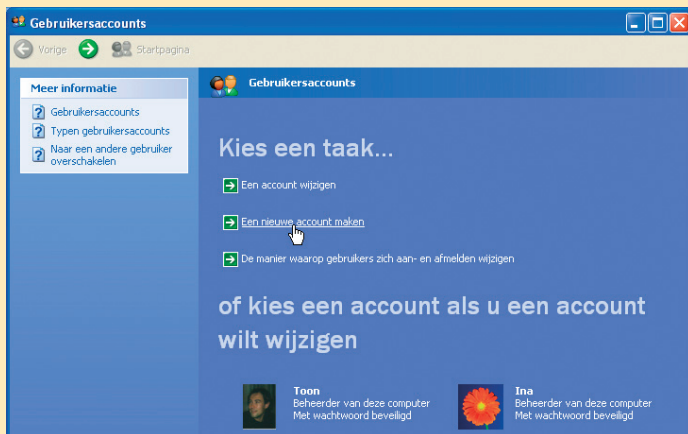 Gebruikersaccounts
Vorige
Startpagina
Meer informatie
Gebruikersaccounts
Typen gebruikersaccounts
Naar een andere gebruiker
overschakelen
Gebruikersaccounts
Kies een taak...
Een account wijzigen
Een nieuwe account maken
De manier waarop gebruikers zich aan- en afmelden wijzigen
of kies een account als u een account
wilt wijzigen
Toon
Beheerder van deze computer
Met wachtwoord beveiligd
Ina
Beheerder van deze computer
Met wachtwoord beveiligd